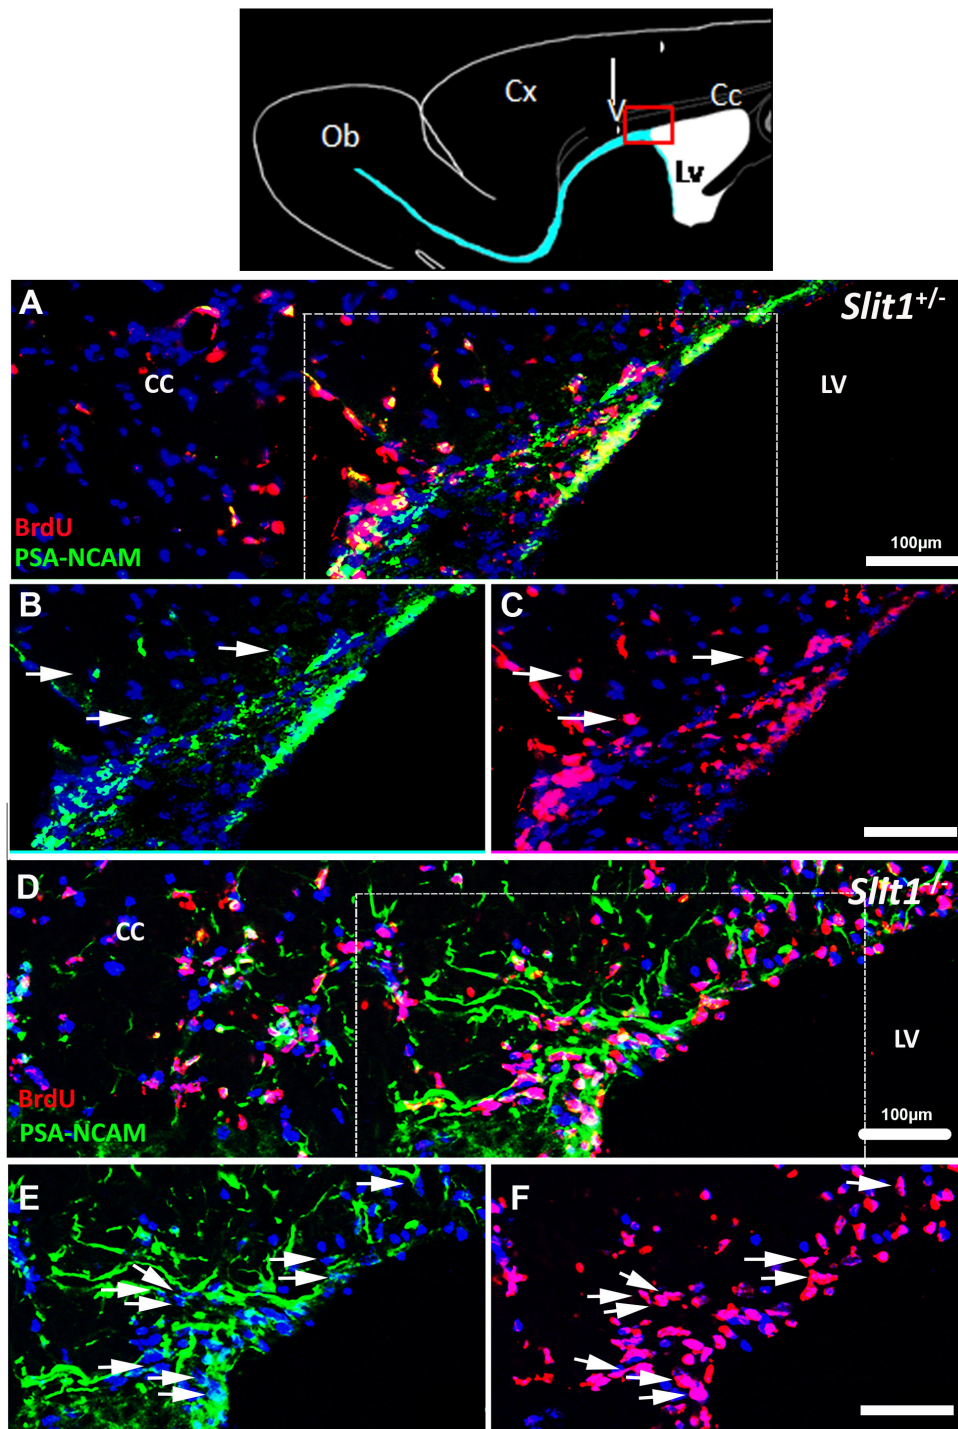 Cx
V
Cc
Ob
Lv
A
Slit1+/-
CC
LV
BrdU
PSA-NCAM
100µm
B
C
D
Slit1-/-
CC
LV
BrdU
PSA-NCAM
100µm
E
F